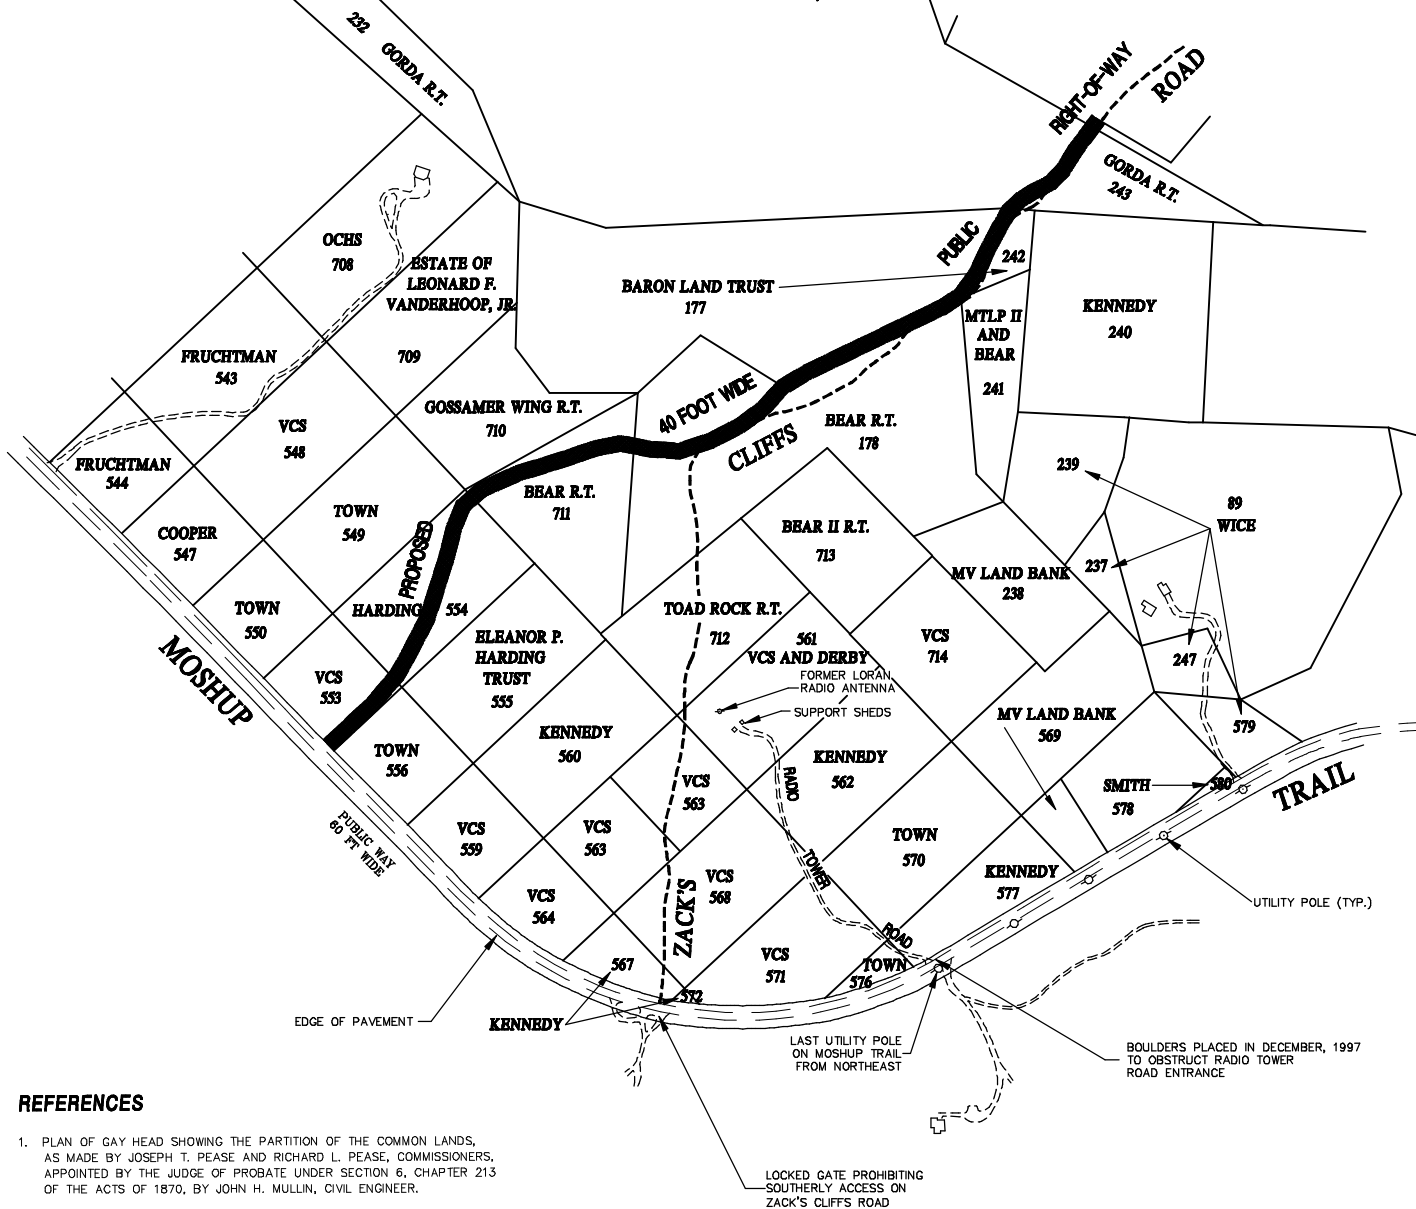 232 GORDA R.T.
RIGHT-OF-WAY
ROAD
GORDA R.T.
243
OCHS
708
PUBLIC
242
ESTATE OF
LEONARD F.
VANDERHOOP, JR.
BARON LAND TRUST
177
MTLP II
AND
BEAR
241
KENNEDY
240
FRUCHTMAN
543
709
40 FOOT WIDE
GOSSAMER WING R.T.
710
VCS
548
CLIFFS
BEAR R.T.
178
FRUCHTMAN
544
239
BEAR R.T.
711
89
WICE
TOWN
549
PROPOSED
BEAR II R.T.
713
COOPER
547
MV LAND BANK
238
237
TOWN
550
HARDING
554
TOAD ROCK R.T.
712
561
VCS AND DERBY
VCS
714
ELEANOR P.
HARDING
TRUST
555
247
MOSHUP
VCS
553
FORMER LORAN
RADIO ANTENNA
SUPPORT SHEDS
MV LAND BANK
569
579
TOWN
556
KENNEDY
560
KENNEDY
562
RADIO
VCS
563
SMITH
578
580
TRAIL
PUBLIC WAY
60 FT WIDE
VCS
559
VCS
563
TOWN
570
TOWER
KENNEDY
577
VCS
568
VCS
564
ZACK'S
UTILITY POLE (TYP.)
ROAD
567
VCS
571
TOWN
576
572
EDGE OF PAVEMENT
KENNEDY
LAST UTILITY POLE
ON MOSHUP TRAIL
FROM NORTHEAST
BOULDERS PLACED IN DECEMBER, 1997
TO OBSTRUCT RADIO TOWER
ROAD ENTRANCE
REFERENCES
1. PLAN OF GAY HEAD SHOWING THE PARTITION OF THE COMMON LANDS,
AS MADE BY JOSEPH T. PEASE AND RICHARD L. PEASE, COMMISSIONERS,
APPOINTED BY THE JUDGE OF PROBATE UNDER SECTION 6, CHAPTER 213
OF THE ACTS OF 1870, BY JOHN H. MULLIN, CIVIL ENGINEER.
LOCKED GATE PROHIBITING
SOUTHERLY ACCESS ON
ZACK'S CLIFFS ROAD